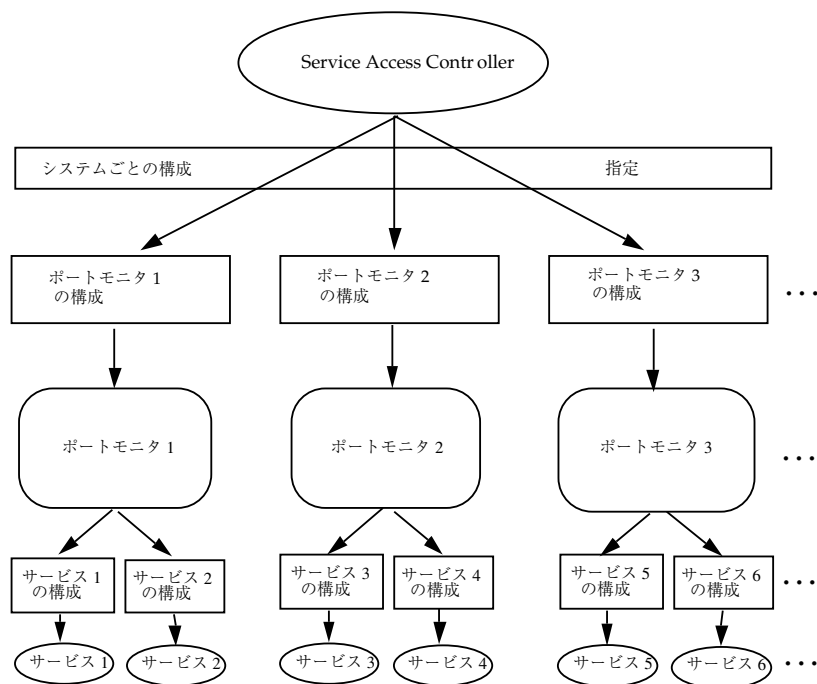 Service Access Controller
システムごとの構成 指定
ポートモニタ 1
の構成
ポートモニタ 2
の構成
ポートモニタ 3
の構成
...
ポートモニタ 1
ポートモニタ 2
ポートモニタ 3
...
サービス 1
の構成
サービス 2
の構成
サービス 3
の構成
サービス 4
の構成
サービス 5
の構成
サービス 6
の構成
...
サービス 1
サービス 2
サービス 3
サービス 4
サービス 5
サービス 6
...